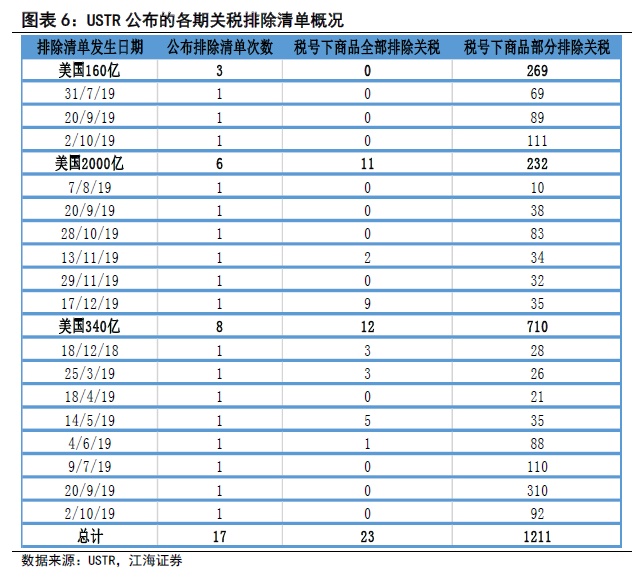 图表 6：USTR 公布的各期关税排除清单概况
排除清单发生日期 公布排除清单次数 税号下商品全部排除关税 税号下商品部分排除关税
美国160亿 3 0 269
31/7/19 1 0 69
20/9/19 1 0 89
2/10/19 1 0 111
美国2000亿 6 11 232
7/8/19 1 0 10
20/9/19 1 0 38
28/10/19 1 0 83
13/11/19 1 2 34
29/11/19 1 0 32
17/12/19 1 9 35
美国340亿 8 12 710
18/12/18 1 3 28
25/3/19 1 3 26
18/4/19 1 0 21
14/5/19 1 5 35
4/6/19 1 1 88
9/7/19 1 0 110
20/9/19 1 0 310
2/10/19 1 0 92
总计 17 23 1211
数据来源：USTR，江海证券